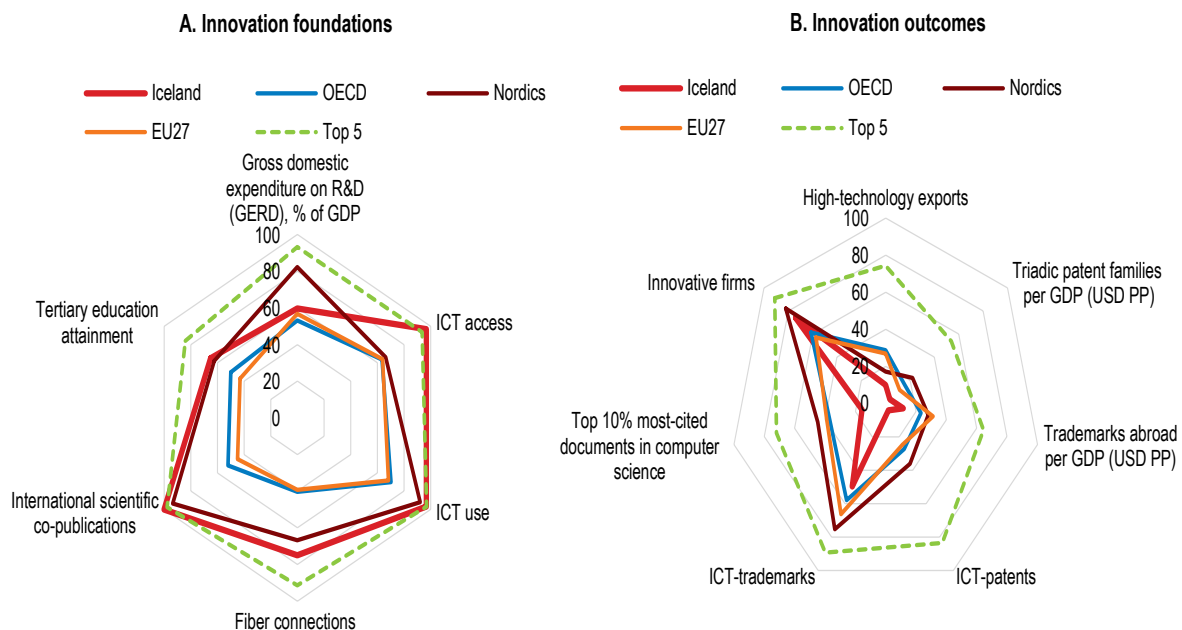 A. Innovation foundations
Iceland
OECD
Nordics
EU27
Top 5
Gross domestic
expenditure on R&D
(GERD), % of GDP
100
80
60
40
20
0
ICT access
ICT use
Fiber connections
International scientific
co-publications
Tertiary education
attainment
B. Innovation outcomes
Iceland
OECD
Nordics
EU27
Top 5
High-technology exports
100
80
60
40
20
0
Triadic patent families
per GDP (USD PP)
Trademarks abroad
per GDP (USD PP)
ICT-patents
ICT-trademarks
Top 10% most-cited
documents in computer
science
Innovative firms